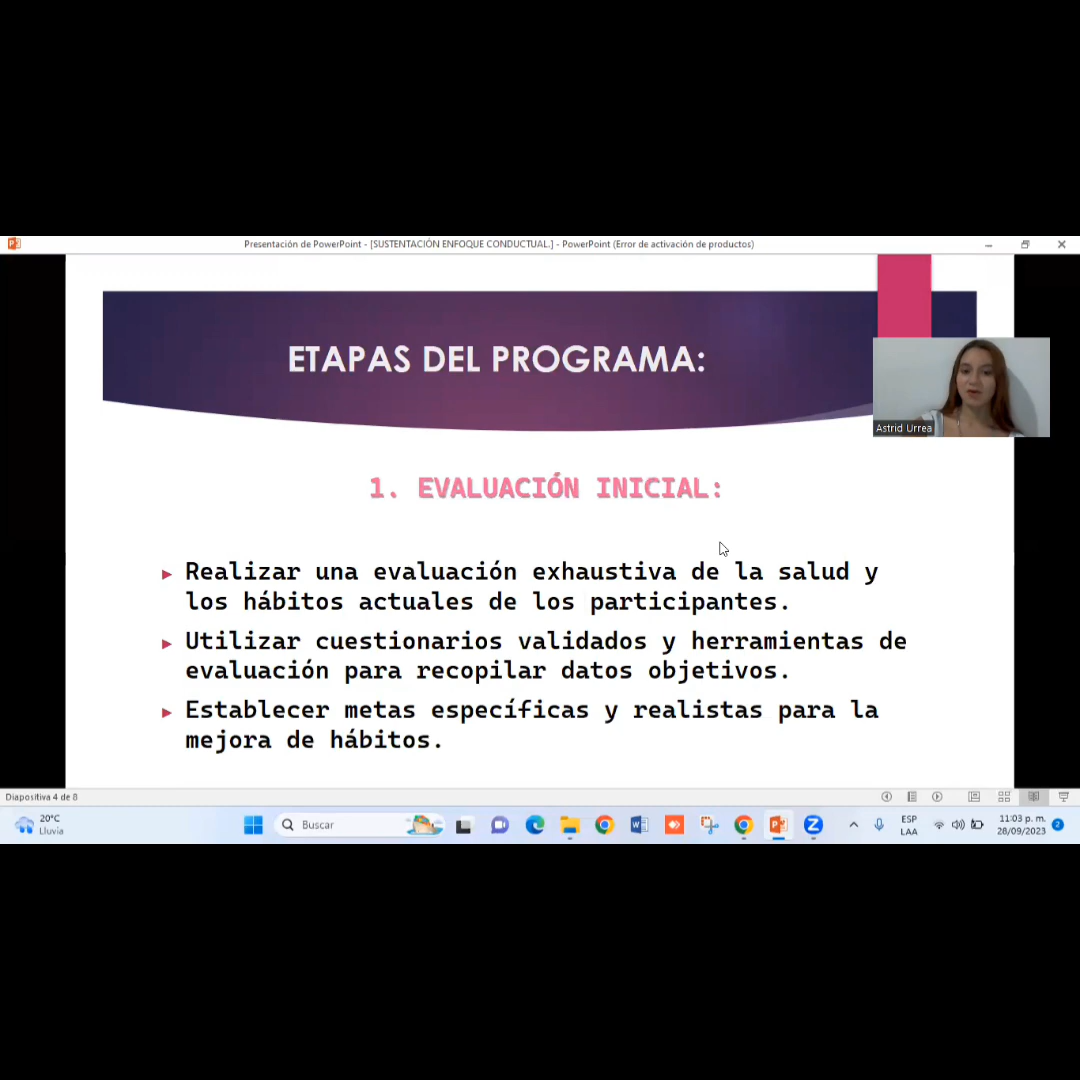 Presentación de PowerPoint - [SUSTENTACIÓN ENFOQUE CONDUCTUAL.] - PowerPoint (Error de activación de productos)
ETAPAS DEL PROGRAMA:
Astrid Urrea
1. EVALUACIÓN INICIAL:
Realizar una evaluación exhaustiva de la salud y
los hábitos actuales de los participantes.
Utilizar cuestionarios validados y herramientas de
evaluación para recopilar datos objetivos.
Establecer metas específicas y realistas para la
mejora de hábitos.
Diapositiva 4 de 8
20°C
Lluvia
Buscar
ESP
LAA
11:03 p. m.
28/09/2023
2